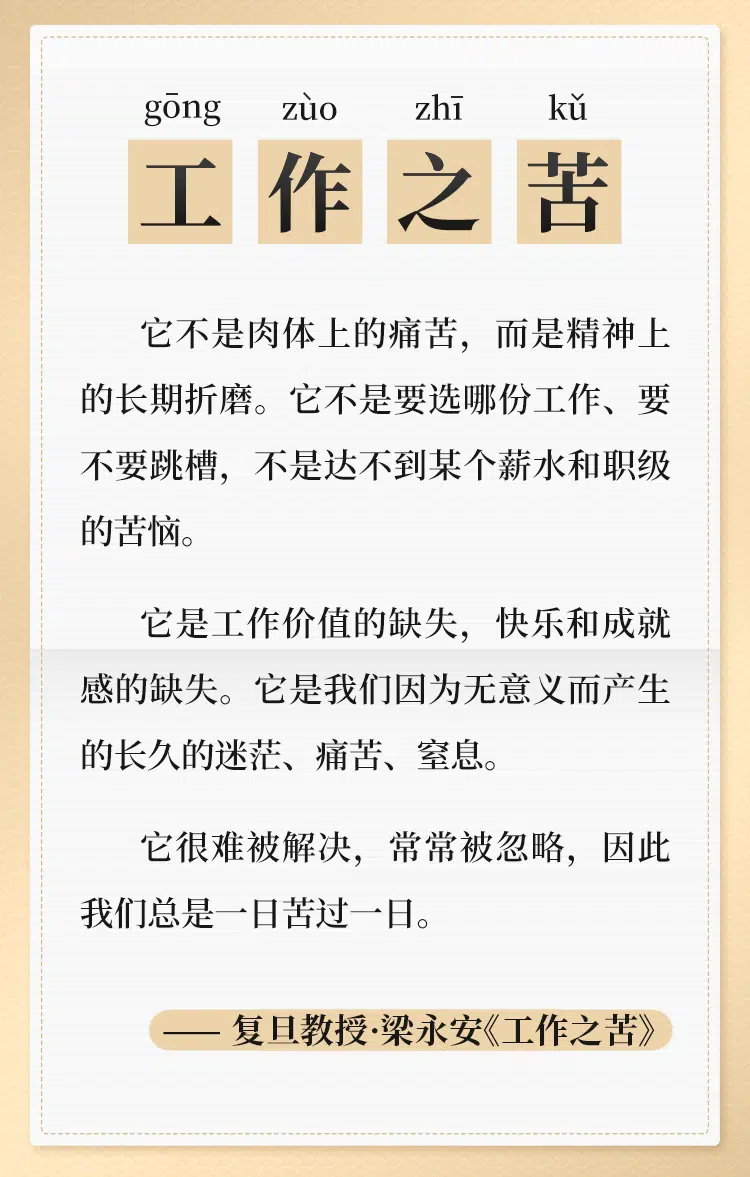 gōng zuò zhī kǔ
工作之苦
它不是肉体上的痛苦，而是精神上
的长期折磨。它不是要选哪份工作、要
不要跳槽，不是达不到某个薪水和职级
的苦恼。
它是工作价值的缺失，快乐和成就
感的缺失。它是我们因为无意义而产生
的长久的迷茫、痛苦、窒息。
它很难被解决，常常被忽略，因此
我们总是一日苦过一日。
—— 复旦教授·梁永安《工作之苦》